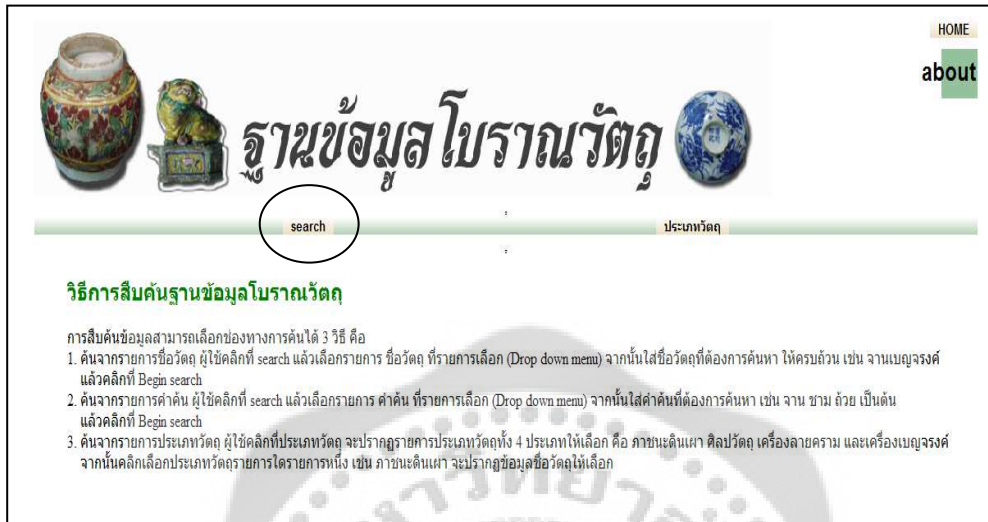 HOME
about
ฐานข้อมูลโบราณวัตถุ
search
ประเภทวัตถุ
วิธีการสืบค้นฐานข้อมูลโบราณวัตถุ
การสืบค้นข้อมูลสามารถเลือกช่องทางการค้นได้ 3 วิธี คือ
1. ค้นจากรายการชื่อวัตถุ ผู้ใช้คลิกที่ search แล้วเลือกรายการ ชื่อวัตถุ ที่รายการเลือก (Drop down menu) จากนั้นใส่ชื่อวัตถุที่ต้องการค้นหา ให้ครบถ้วน เช่น จานเบญจรงค์
แล้วคลิกที่ Begin search
2. ค้นจากรายการคำค้น ผู้ใช้คลิกที่ search แล้วเลือกรายการ คำค้น ที่รายการเลือก (Drop down menu) จากนั้นใส่คำค้นที่ต้องการค้นหา เช่น จาน ชาม ถ้วย เป็นต้น
แล้วคลิกที่ Begin search
3. ค้นจากรายการประเภทวัตถุ ผู้ใช้คลิกที่ประเภทวัตถุ จะปรากฏรายการประเภทวัตถุทั้ง 4 ประเภทให้เลือก คือ ภาชนะดินเผา ศิลปวัตถุ เครื่องลายคราม และเครื่องเบญจรงค์
จากนั้นคลิกเลือกประเภทวัตถุรายการใดรายการหนึ่ง เช่น ภาชนะดินเผา จะปรากฏข้อมูลชื่อวัตถุให้เลือก